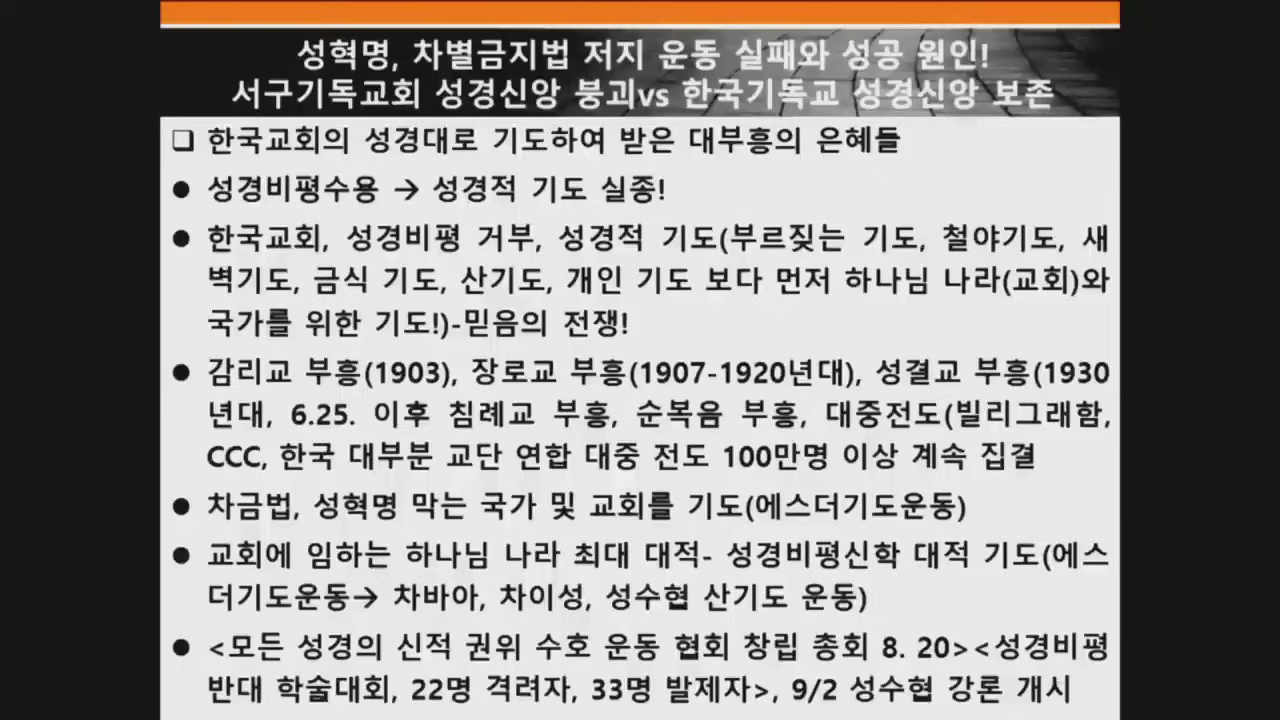 성혁명, 차별금지법 저지 운동 실패와 성공 원인!
서구기독교회 성경신앙 붕괴vs 한국기독교 성경신앙 보존
❑ 한국교회의 성경대로 기도하여 받은 대부흥의 은혜들
● 성경비평수용 → 성경적 기도 실종!
● 한국교회, 성경비평 거부, 성경적 기도(부르짖는 기도, 철야기도, 새
벽기도, 금식 기도, 산기도, 개인 기도 보다 먼저 하나님 나라(교회)와
국가를 위한 기도!)-믿음의 전쟁!
● 감리교 부흥(1903), 장로교 부흥(1907-1920년대), 성결교 부흥(1930
년대, 6.25. 이후 침례교 부흥, 순복음 부흥, 대중전도(빌리그래함,
CCC, 한국 대부분 교단 연합 대중 전도 100만명 이상 계속 집결
● 차금법, 성혁명 막는 국가 및 교회를 기도(에스더기도운동)
● 교회에 임하는 하나님 나라 최대 대적- 성경비평신학 대적 기도(에스
더기도운동→ 차바아, 차이성, 성수협 산기도 운동)
● <모든 성경의 신적 권위 수호 운동 협회 창립 총회 8. 20><성경비평
반대 학술대회, 22명 격려자, 33명 발제자>, 9/2 성수협 강론 개시